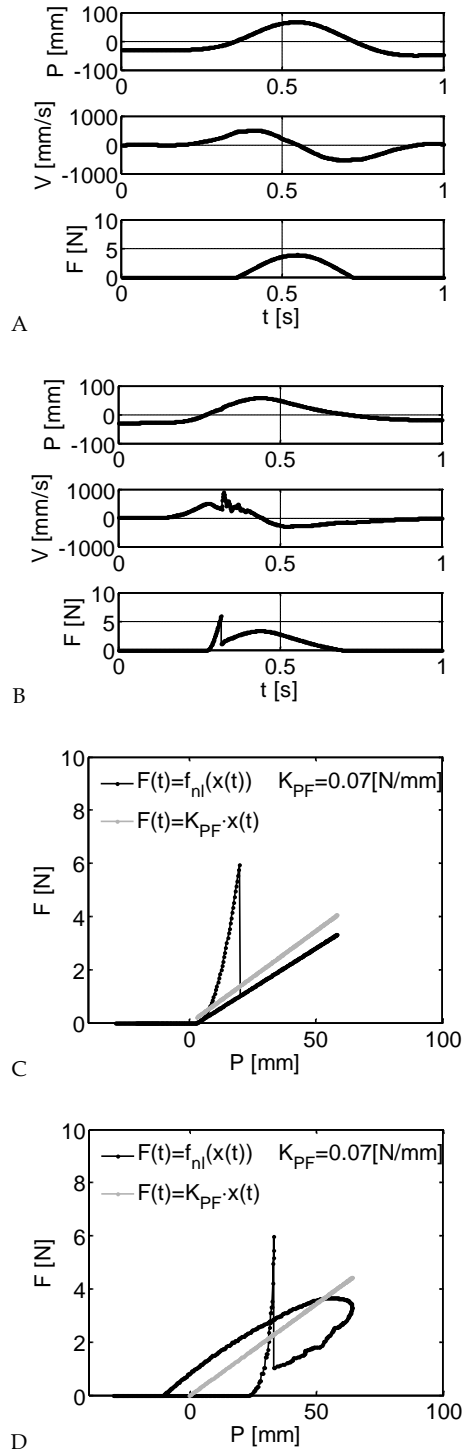 P [mm]
100
0
-100
0 0.5 1
V [mm/s]
1000
0
-1000
0 0.5 1
F [N]
10
5
0
0 0.5 1
t [s]
A
P [mm]
100
0
-100
0 0.5 1
V [mm/s]
1000
0
-1000
0 0.5 1
F [N]
10
5
0
0 0.5 1
t [s]
B
10
F(t)=f_nl(x(t)) K_PF=0.07[N/mm]
8
F(t)=K_PF·x(t)
6
F [N]
4
2
0
0 50 100
P [mm]
C
10
F(t)=f_nl(x(t)) K_PF=0.07[N/mm]
8
F(t)=K_PF·x(t)
6
F [N]
4
2
0
0 50 100
P [mm]
D